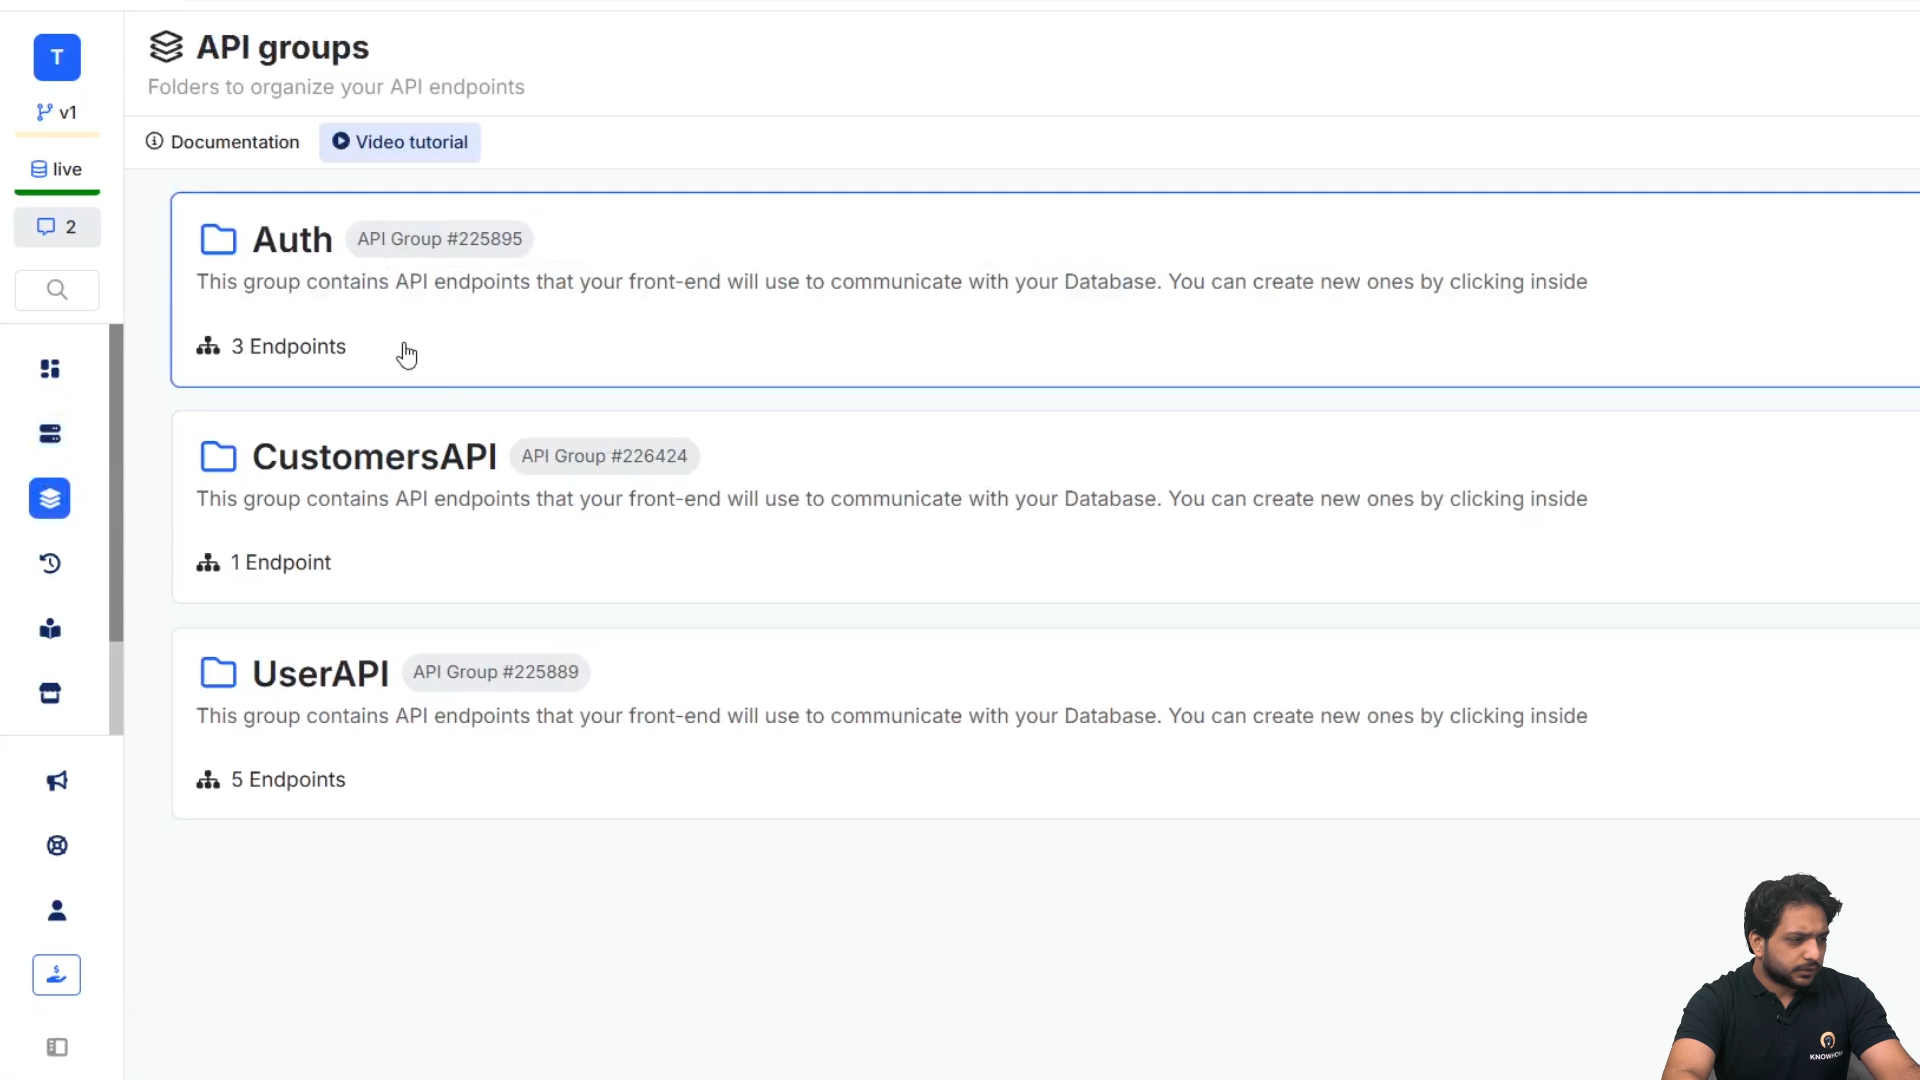 T
API groups
Folders to organize your API endpoints
v1
Documentation
Video tutorial
live
2
Auth API Group #225895
This group contains API endpoints that your front-end will use to communicate with your Database. You can create new ones by clicking inside
3 Endpoints
CustomersAPI API Group #226424
This group contains API endpoints that your front-end will use to communicate with your Database. You can create new ones by clicking inside
1 Endpoint
UserAPI API Group #225889
This group contains API endpoints that your front-end will use to communicate with your Database. You can create new ones by clicking inside
5 Endpoints